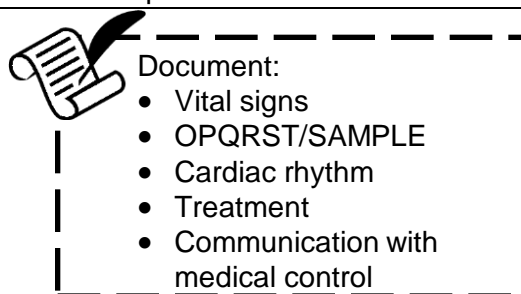 Document:
• Vital signs
• OPQRST/SAMPLE
• Cardiac rhythm
• Treatment
• Communication with
medical control